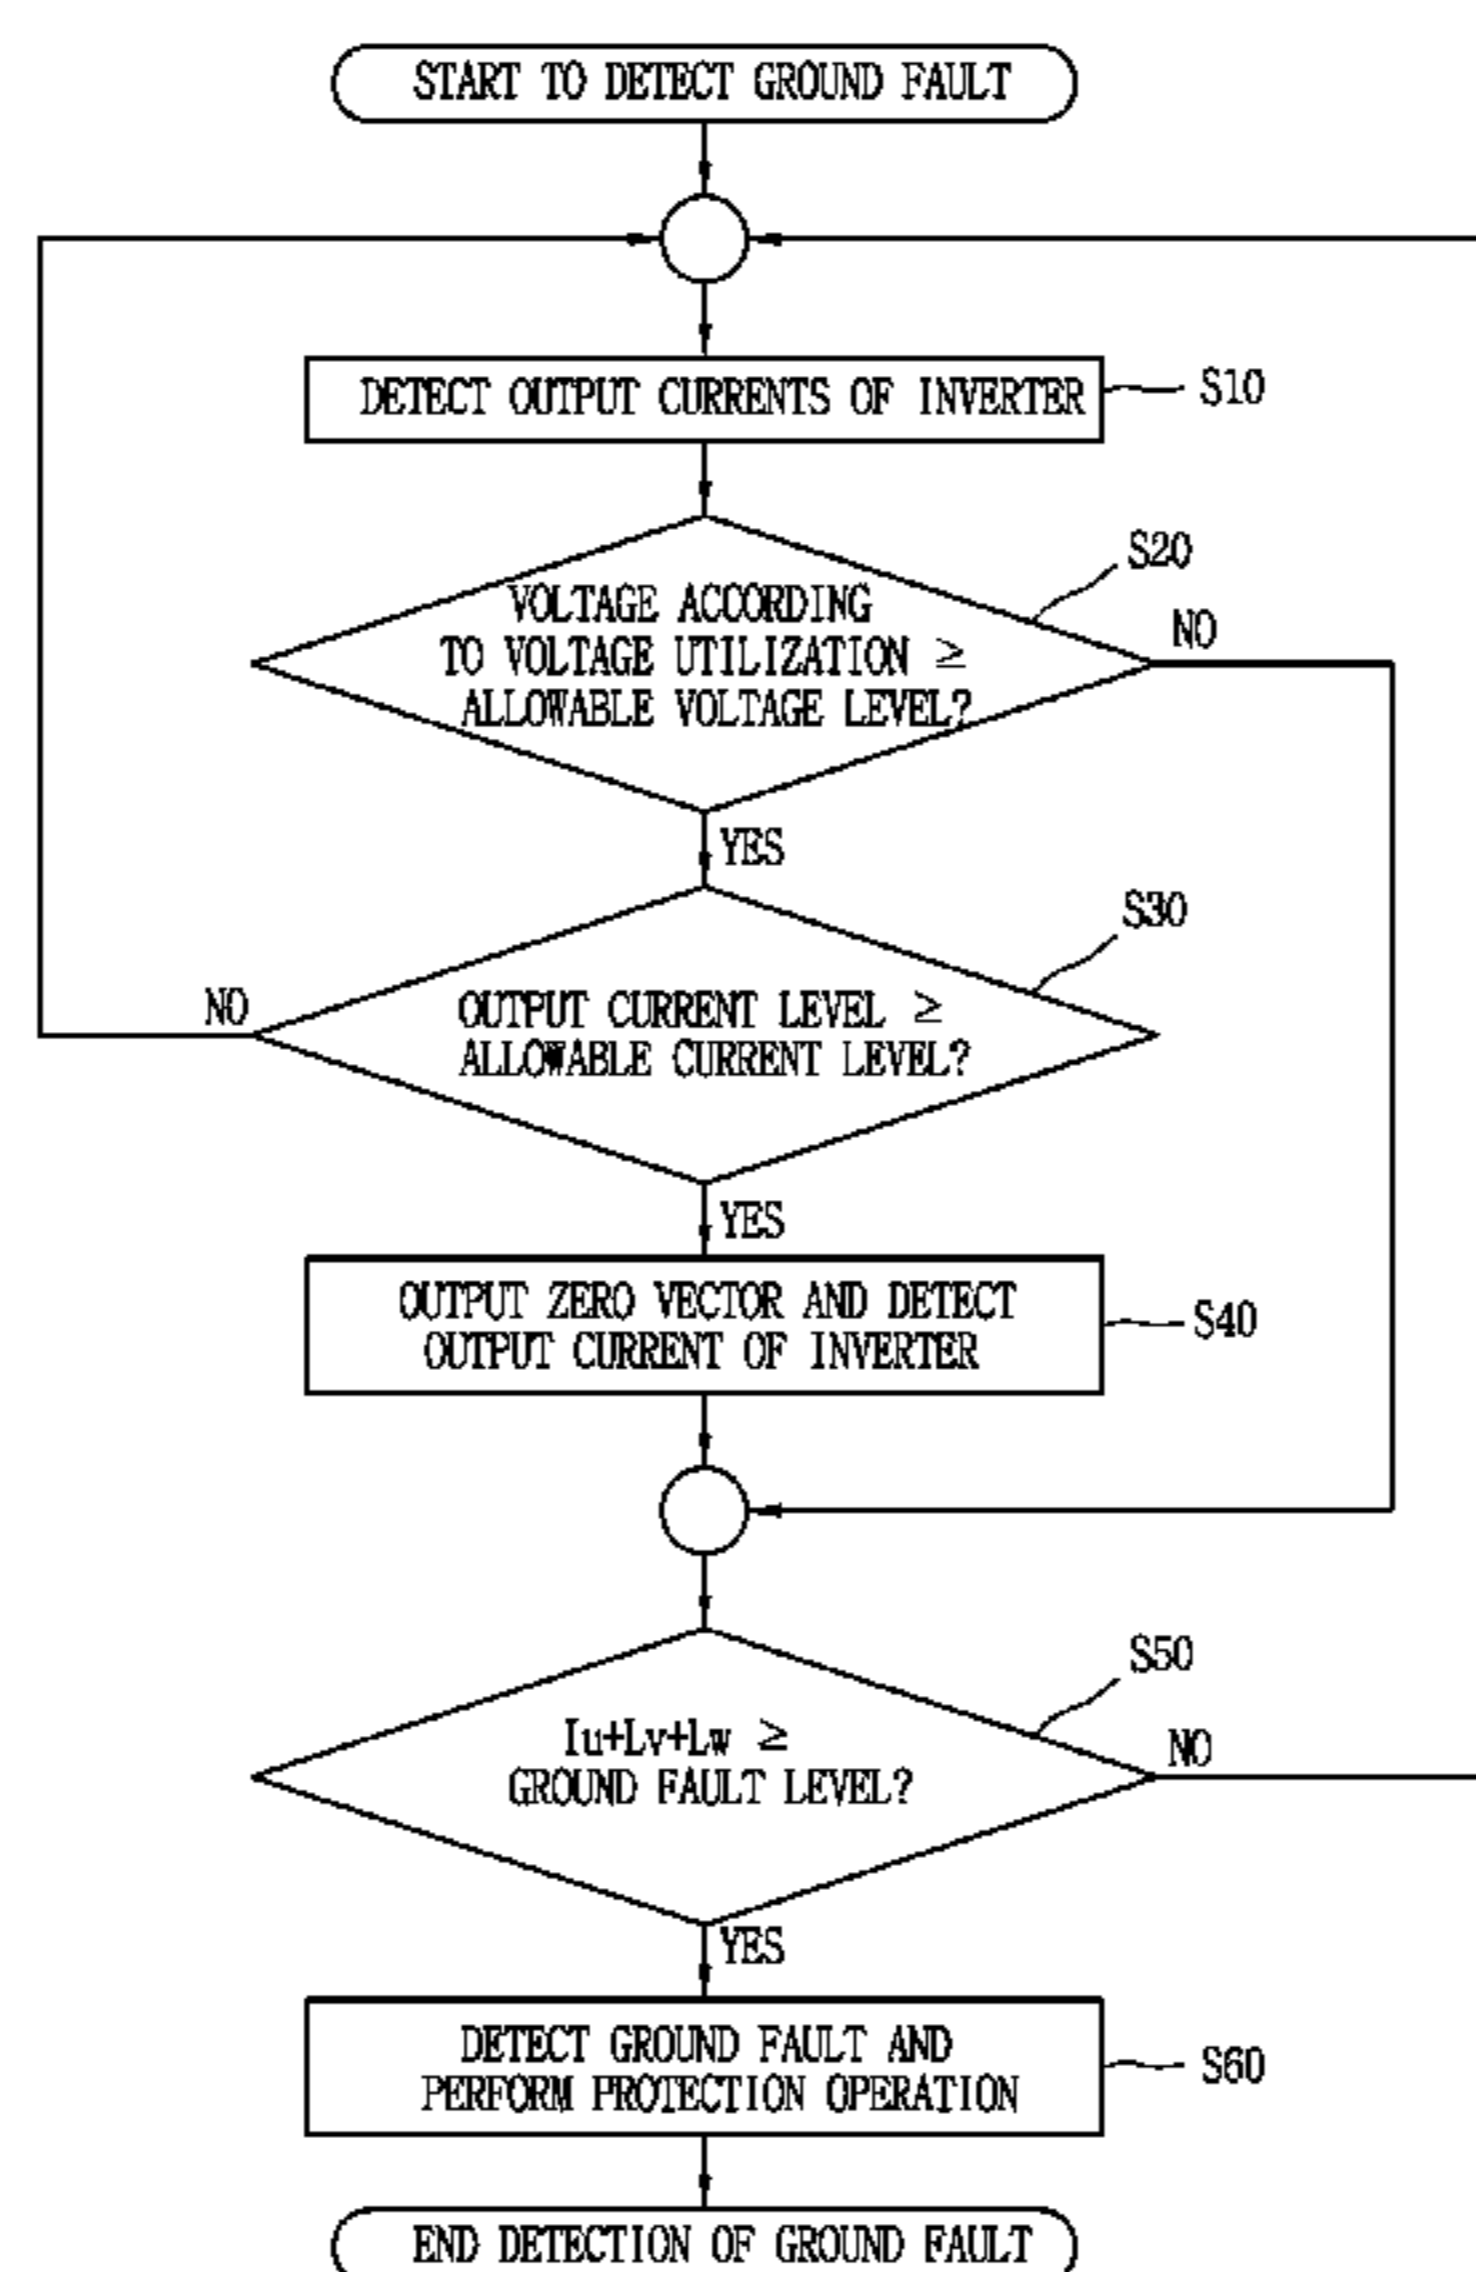 START TO DETECT GROUND FAULT
DETECT OUTPUT CURRENTS OF INVERTER
S10
S20
VOLTAGE ACCORDING
TO VOLTAGE UTILIZATION ≥
ALLOWABLE VOLTAGE LEVEL?
NO
YES
S30
NO
OUTPUT CURRENT LEVEL ≥
ALLOWABLE CURRENT LEVEL?
YES
OUTPUT ZERO VECTOR AND DETECT
OUTPUT CURRENT OF INVERTER
S40
S50
Iu+Lv+Lw ≥
GROUND FAULT LEVEL?
NO
YES
DETECT GROUND FAULT AND
PERFORM PROTECTION OPERATION
S60
END DETECTION OF GROUND FAULT